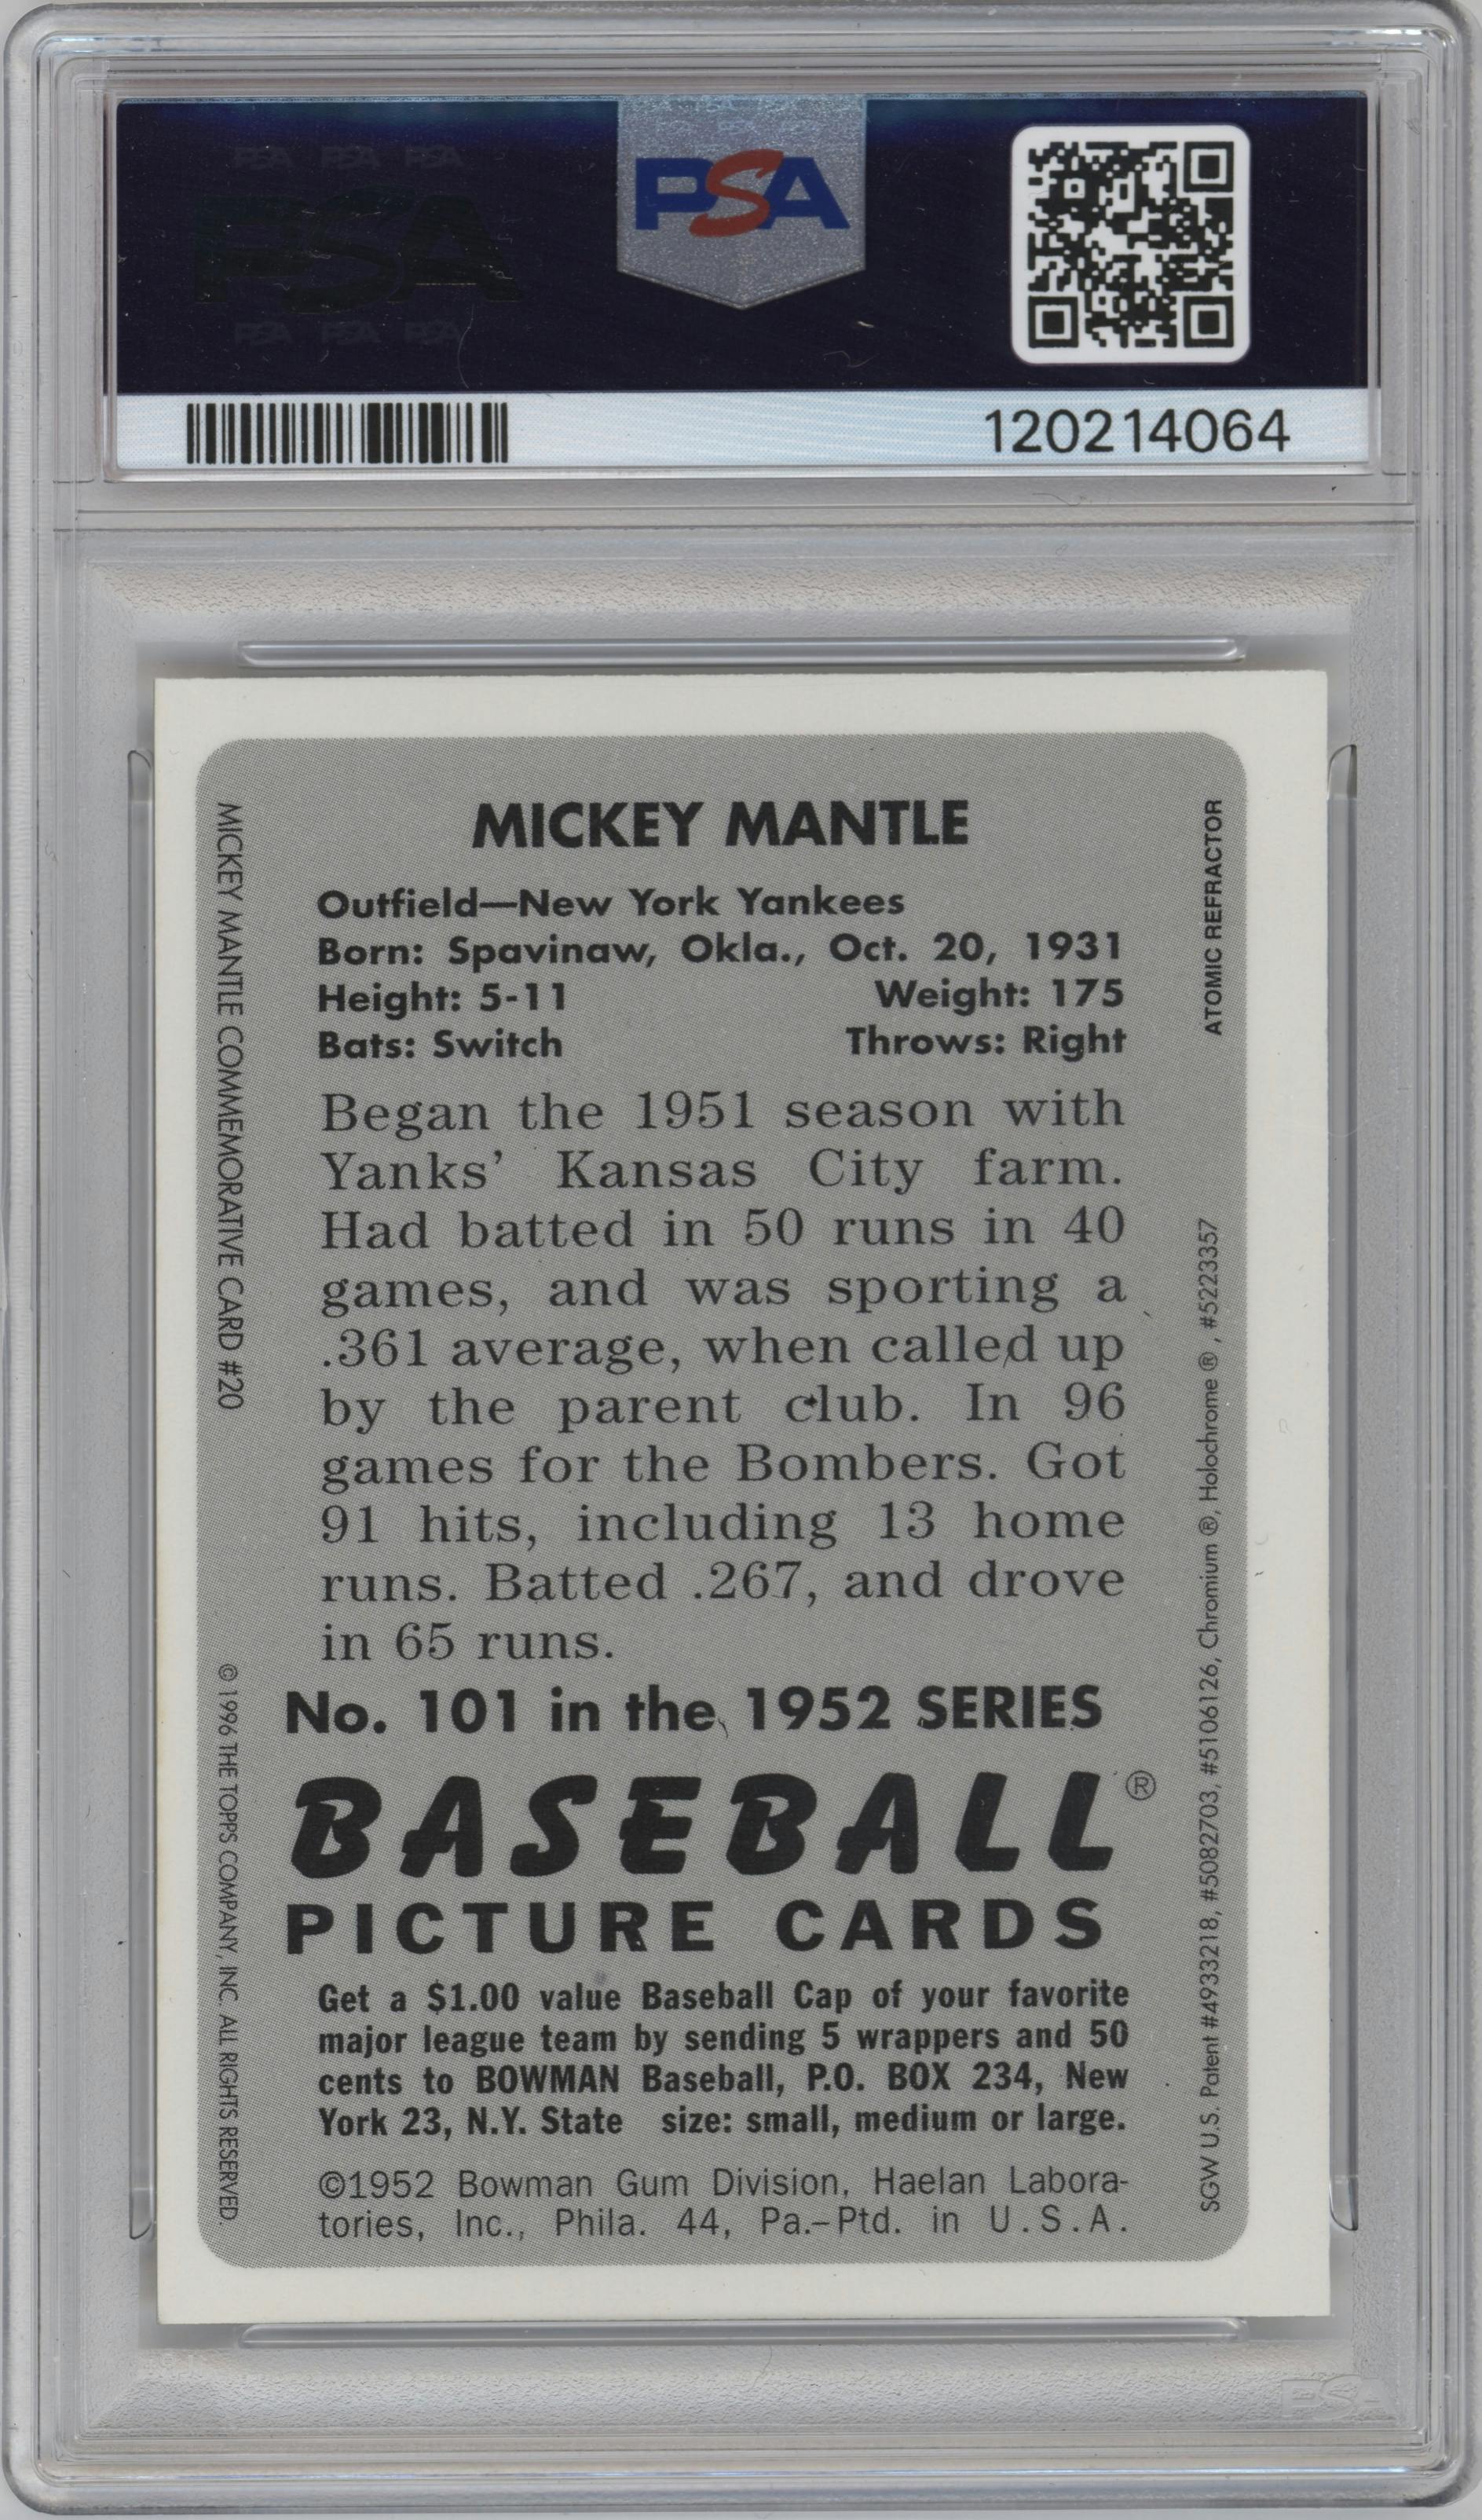 PSA PSA PSA
PSA
PSA PSA PSA
PSA
120214064
MICKEY MANTLE
Outfield—New York Yankees
Born: Spavinaw, Okla., Oct. 20, 1931
Height: 5-11 Weight: 175
Bats: Switch Throws: Right
Began the 1951 season with
Yanks’ Kansas City farm.
Had batted in 50 runs in 40
games, and was sporting a
.361 average, when called up
by the parent club. In 96
games for the Bombers. Got
91 hits, including 13 home
runs. Batted .267, and drove
in 65 runs.
No. 101 in the 1952 SERIES
BASEBALL®
PICTURE CARDS
Get a $1.00 value Baseball Cap of your favorite
major league team by sending 5 wrappers and 50
cents to BOWMAN Baseball, P.O. BOX 234, New
York 23, N.Y. State size: small, medium or large.
©1952 Bowman Gum Division, Haelan Labora-
tories, Inc., Phila. 44, Pa.–Ptd. in U.S.A.
MICKEY MANTLE COMMEMORATIVE CARD #20
© 1996 THE TOPPS COMPANY, INC. ALL RIGHTS RESERVED.
ATOMIC REFRACTOR
SGW U.S. Patent #4933218, #5082703, #5106126, Chromium ®, Holochrome ®, #5223357
PSA